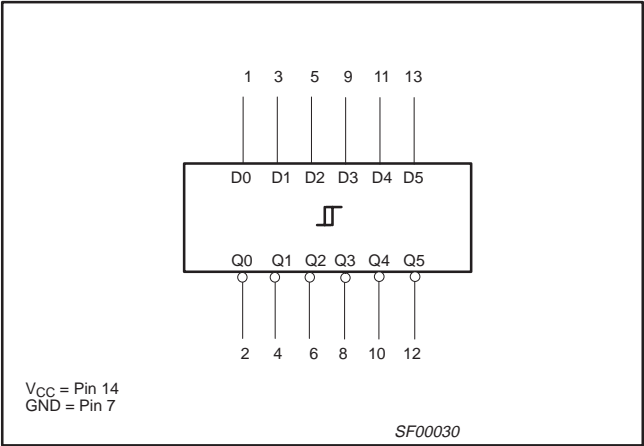 1 3 5 9 11 13
D0 D1 D2 D3 D4 D5
Q0 Q1 Q2 Q3 Q4 Q5
2 4 6 8 10 12
VCC = Pin 14
GND = Pin 7
SF00030